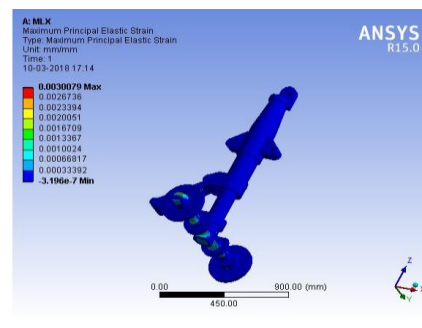 A: MLX
Maximum Principal Elastic Strain
Type: Maximum Principal Elastic Strain
Unit: mm/mm
Time: 1
10-03-2018 17:14
0.0030079 Max
0.0026736
0.0023394
0.0020051
0.0016709
0.0013367
0.0010024
0.00066817
0.00033392
-3.196e-7 Min
ANSYS
R15.0
0.00
900.00 (mm)
450.00
Z
X
Y